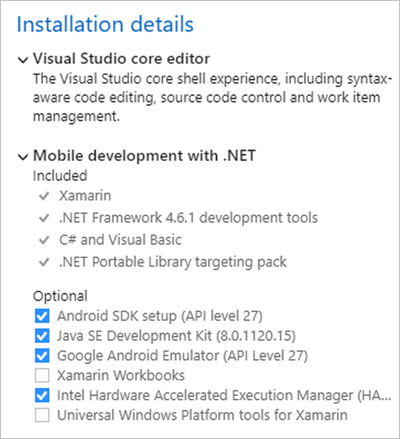 Installation details
Visual Studio core editor
The Visual Studio core shell experience, including syntax-
aware code editing, source code control and work item
management.
Mobile development with .NET
Included
Xamarin
.NET Framework 4.6.1 development tools
C# and Visual Basic
.NET Portable Library targeting pack
Optional
Android SDK setup (API level 27)
Java SE Development Kit (8.0.1120.15)
Google Android Emulator (API Level 27)
Xamarin Workbooks
Intel Hardware Accelerated Execution Manager (HA...
Universal Windows Platform tools for Xamarin